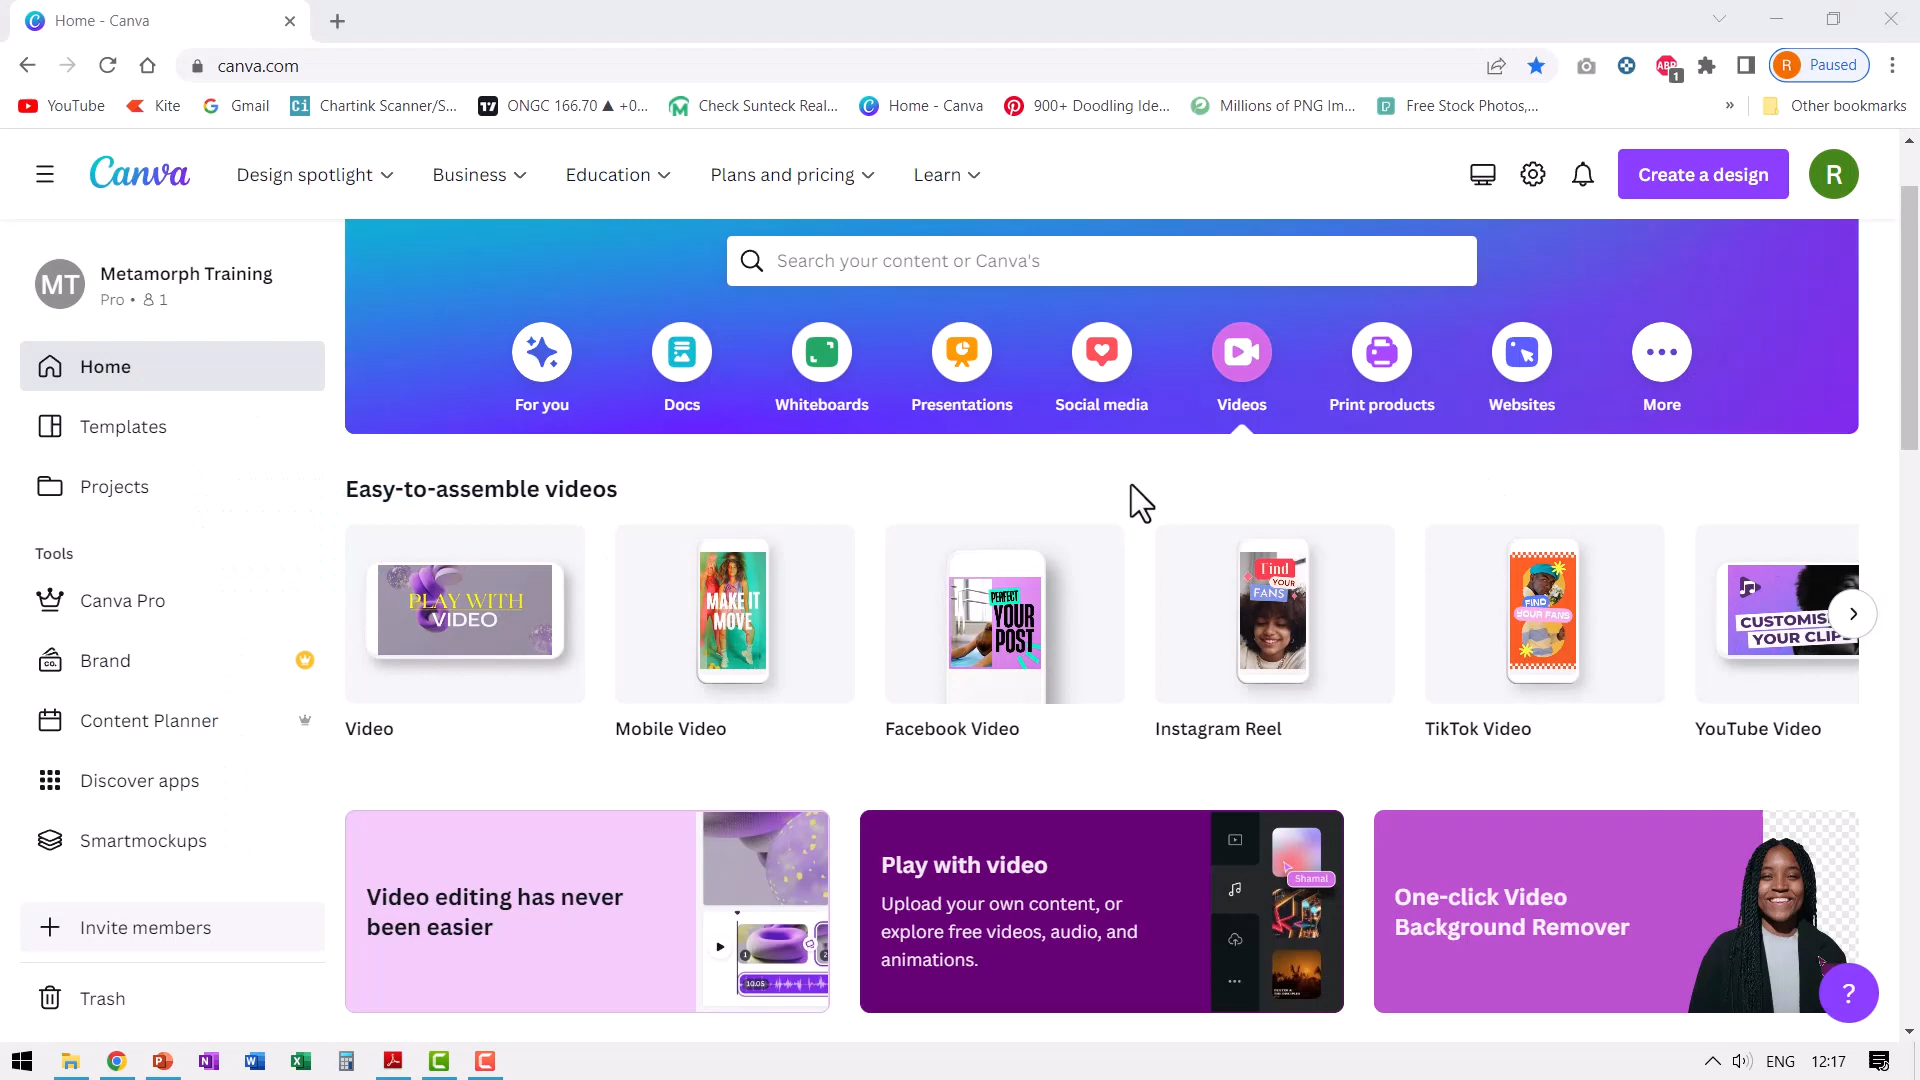 Home - Canva
canva.com
R Paused
ABP 1
YouTube Kite Gmail Chartink Scanner/S... ONGC 166.70 ▲ +0... Check Sunteck Real... Home - Canva 900+ Doodling Ide... Millions of PNG Im... Free Stock Photos,... » Other bookmarks
Canva Design spotlight Business Education Plans and pricing Learn Create a design R
MT Metamorph Training
Pro • 1
Home
Templates
Projects
Tools
Canva Pro
Brand
Content Planner
Discover apps
Smartmockups
Invite members
Trash
Search your content or Canva's
For you Docs Whiteboards Presentations Social media Videos Print products Websites More
Easy-to-assemble videos
PLAY WITH
VIDEO
MAKE IT
MOVE
PERFECT
YOUR
POST
Find
YOUR
FANS
FIND
YOUR FANS
CUSTOMIS
YOUR CLIP
Video Mobile Video Facebook Video Instagram Reel TikTok Video YouTube Video
Video editing has never
been easier
1
2
10.0s
Play with video
Upload your own content, or
explore free videos, audio, and
animations.
Shamal
One-click Video
Background Remover
?
ENG 12:17